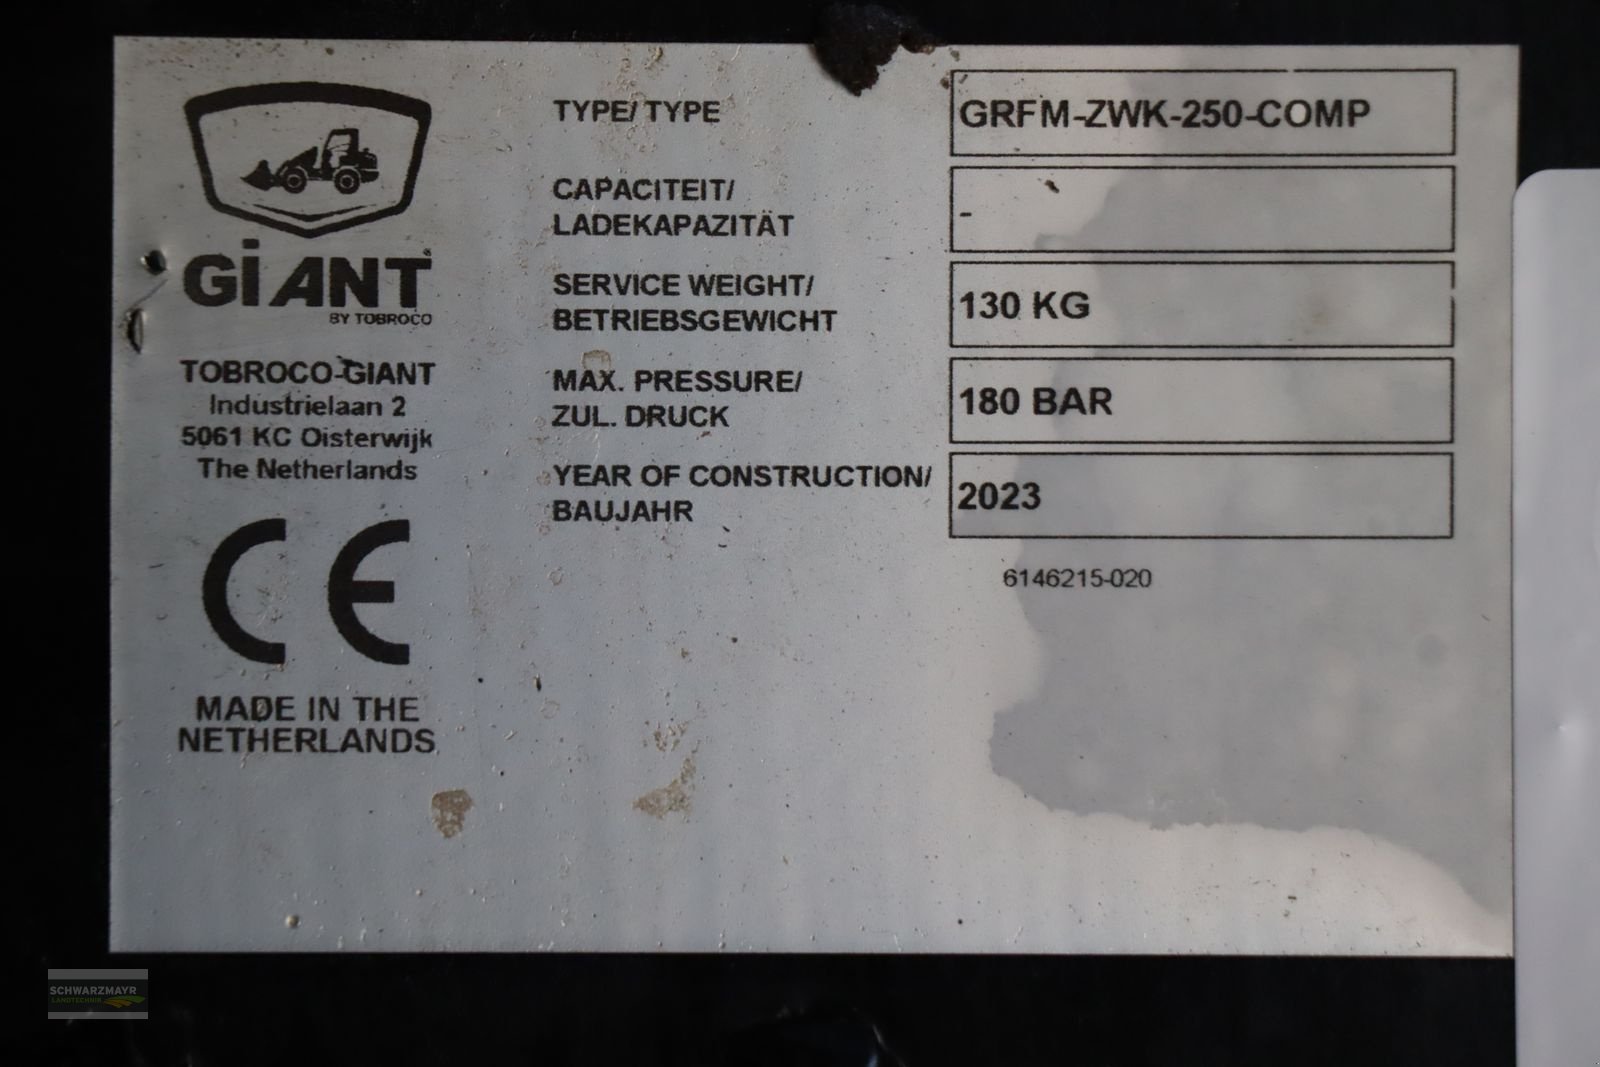 GiANT®
BY TOBROCO
TOBROCO-GIANT
Industrielaan 2
5061 KC Oisterwijk
The Netherlands
CE
MADE IN THE
NETHERLANDS
TYPE/ TYPE
GRFM-ZWK-250-COMP
CAPACITEIT/
LADEKAPAZITÄT
-
SERVICE WEIGHT/
BETRIEBSGEWICHT
130 KG
MAX. PRESSURE/
ZUL. DRUCK
180 BAR
YEAR OF CONSTRUCTION/
BAUJAHR
2023
6146215-020
SCHWARZMAYR
LANDTECHNIK